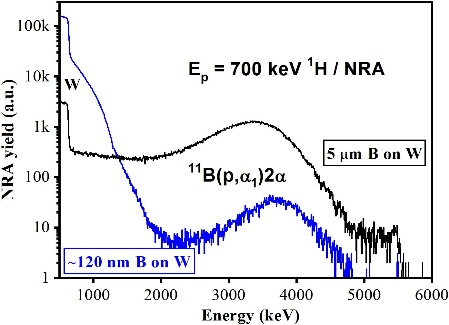 100k
10k
1k
100
10
1
NRA yield (a.u.)
W
Eₚ = 700 keV ¹H / NRA
5 μm B on W
¹¹B(p,α₁)2α
~120 nm B on W
1000 2000 3000 4000 5000 6000
Energy (keV)